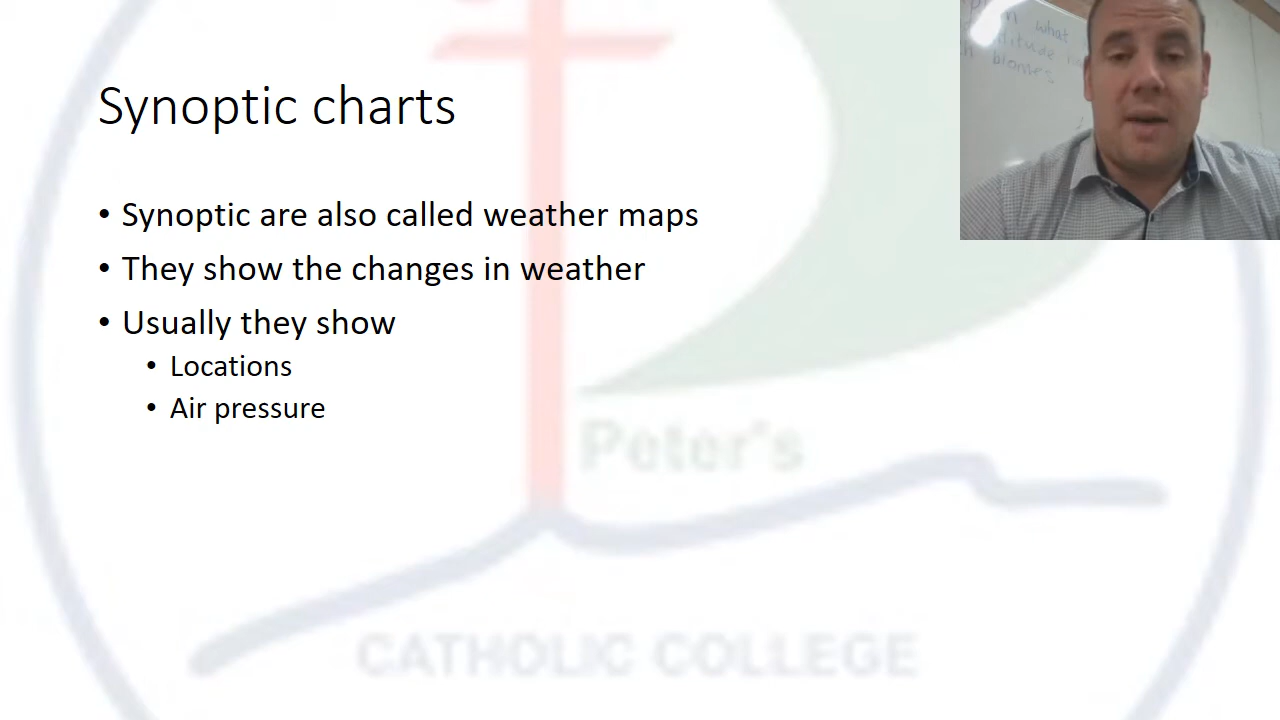 Synoptic charts
• Synoptic are also called weather maps
• They show the changes in weather
• Usually they show
• Locations
• Air pressure
Peter's
CATHOLIC COLLEGE
what
biomes